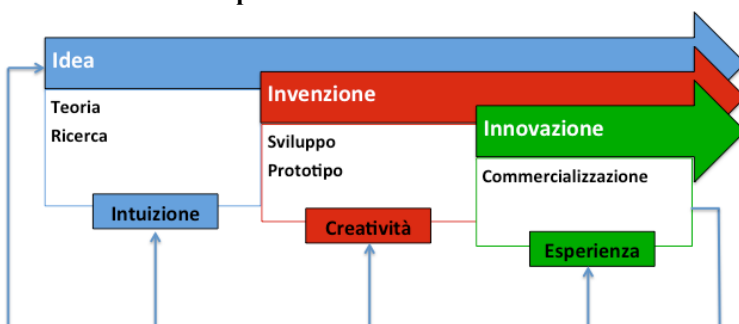 Idea
Teoria
Ricerca
Intuizione
Invenzione
Sviluppo
Prototipo
Creatività
Innovazione
Commercializzazione
Esperienza